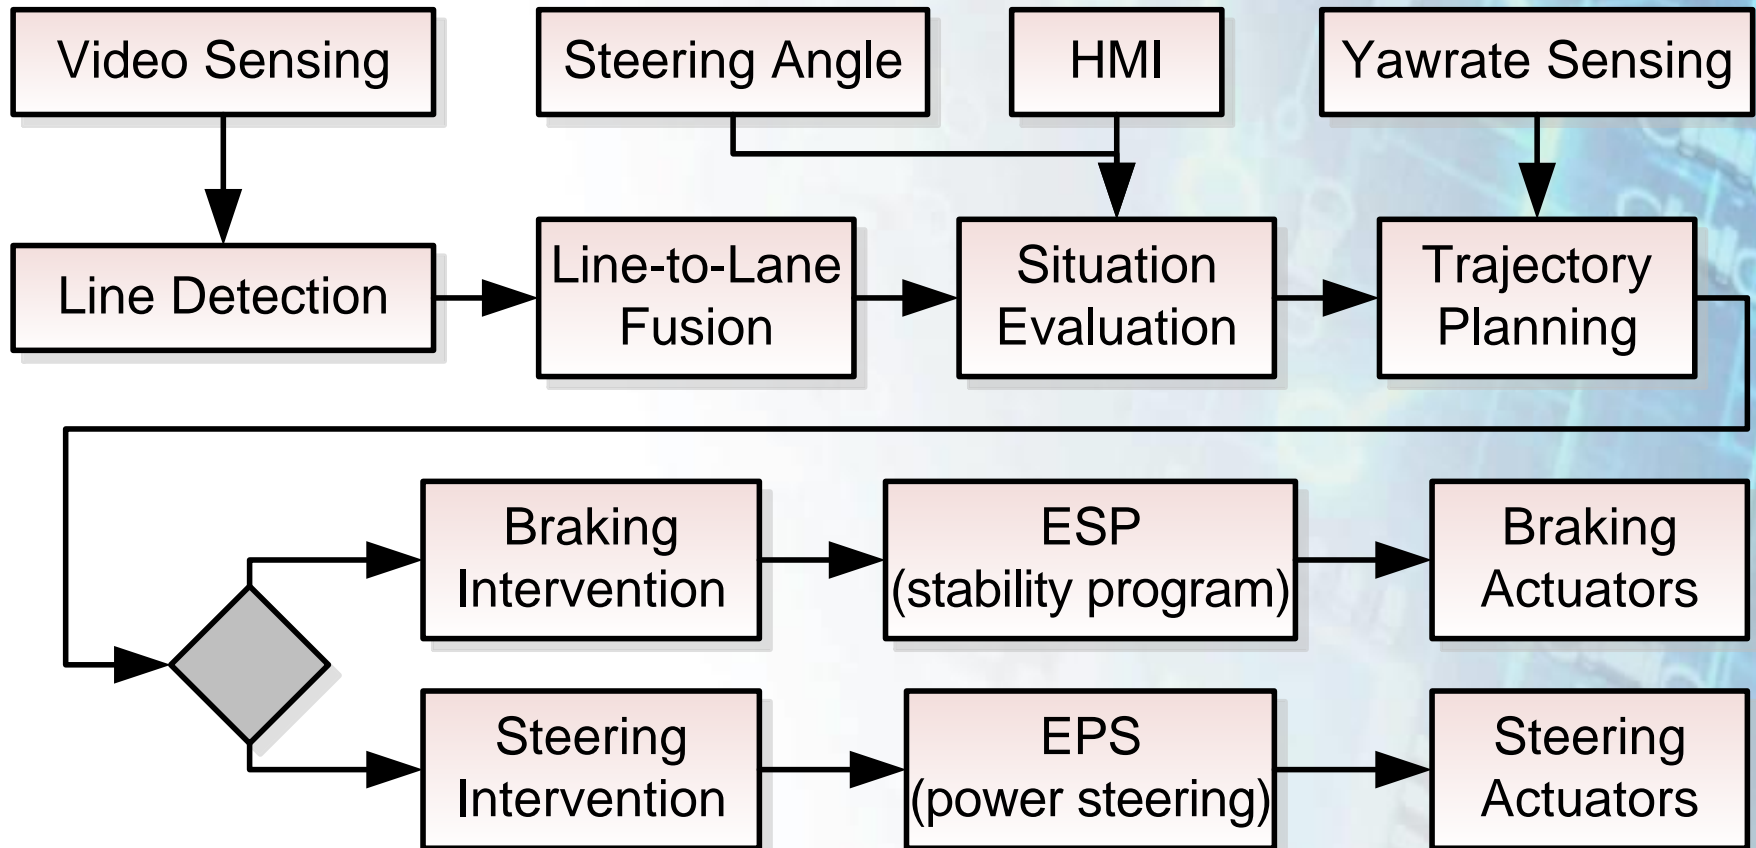 Video Sensing
Steering Angle
HMI
Yawrate Sensing
Line Detection
Line-to-Lane
Fusion
Situation
Evaluation
Trajectory
Planning
Braking
Intervention
ESP
(stability program)
Braking
Actuators
Steering
Intervention
EPS
(power steering)
Steering
Actuators